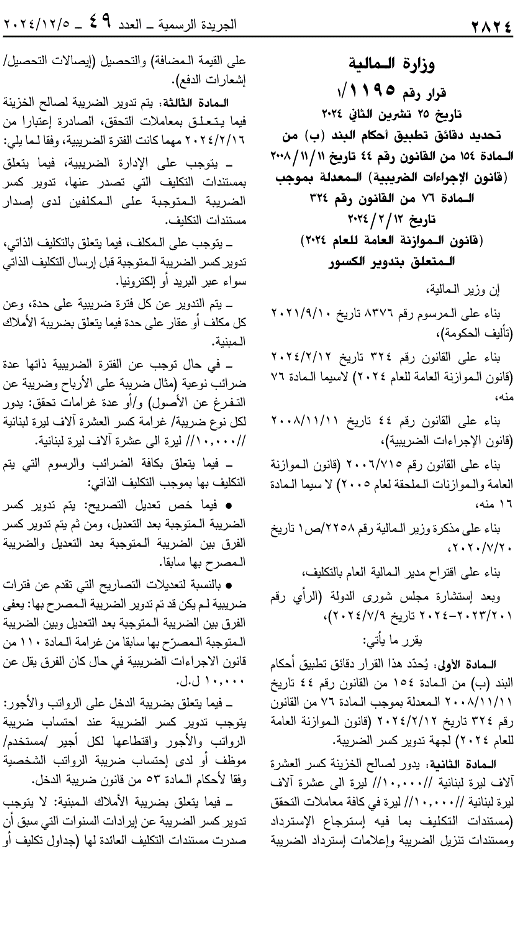 ٢٨٢٤
الجريدة الرسمية ــ العدد ٤٩ ــ ٢٠٢٤/١٢/٥
وزارة المالية
قرار رقم ١/١١٩٥
تاريخ ٢٥ تشرين الثاني ٢٠٢٤
تحديد دقائق تطبيق أحكام البند (ب) من
المادة ١٥٤ من القانون رقم ٤٤ تاريخ ٢٠٠٨/١١/١١
(قانون الإجراءات الضريبية) المعدلة بموجب
المادة ٧٦ من القانون رقم ٣٢٤
تاريخ ٢٠٢٤/٢/١٢
(قانون الموازنة العامة للعام ٢٠٢٤)
المتعلق بتدوير الكسور
إن وزير المالية،
بناء على المرسوم رقم ٨٣٧٦ تاريخ ٢٠٢١/٩/١٠
(تأليف الحكومة)،
بناء على القانون رقم ٣٢٤ تاريخ ٢٠٢٤/٢/١٢
(قانون الموازنة العامة للعام ٢٠٢٤) لاسيما المادة ٧٦
منه،
بناء على القانون رقم ٤٤ تاريخ ٢٠٠٨/١١/١١
(قانون الإجراءات الضريبية)،
بناء على القانون رقم ٢٠٠٦/٧١٥ (قانون الموازنة
العامة والموازنات الملحقة لعام ٢٠٠٥) لا سيما المادة
١٦ منه،
بناء على مذكرة وزير المالية رقم ٢٢٥٨/ص١ تاريخ
٢٠٢٠/٧/٢٠،
بناء على اقتراح مدير المالية العام بالتكليف،
وبعد إستشارة مجلس شورى الدولة (الرأي رقم
٢٠٢٣/٢٠١-٢٠٢٤ تاريخ ٢٠٢٤/٧/٩)،
يقرر ما يأتي:
المادة الأولى: يُحدّد هذا القرار دقائق تطبيق أحكام
البند (ب) من المادة ١٥٤ من القانون رقم ٤٤ تاريخ
٢٠٠٨/١١/١١ المعدلة بموجب المادة ٧٦ من القانون
رقم ٣٢٤ تاريخ ٢٠٢٤/٢/١٢ (قانون الموازنة العامة
للعام ٢٠٢٤) لجهة تدوير كسر الضريبة.
المادة الثانية: يدور لصالح الخزينة كسر العشرة
آلاف ليرة لبنانية //١٠,٠٠٠// ليرة الى عشرة آلاف
ليرة لبنانية //١٠,٠٠٠// ليرة في كافة معاملات التحقق
(مستندات التكليف بما فيه إسترجاع الإسترداد
ومستندات تنزيل الضريبة وإعلامات إسترداد الضريبة
على القيمة المضافة) والتحصيل (إيصالات التحصيل/
إشعارات الدفع).
المادة الثالثة: يتم تدوير الضريبة لصالح الخزينة
فيما يتعلق بمعاملات التحقق، الصادرة إعتبارا من
٢٠٢٤/٢/١٦ مهما كانت الفترة الضريبية، وفقا لما يلي:
ــ يتوجب على الإدارة الضريبية، فيما يتعلق
بمستندات التكليف التي تصدر عنها، تدوير كسر
الضريبة المتوجبة على المكلفين لدى إصدار
مستندات التكليف.
ــ يتوجب على المكلف، فيما يتعلق بالتكليف الذاتي،
تدوير كسر الضريبة المتوجبة قبل إرسال التكليف الذاتي
سواء عبر البريد أو إلكترونيا.
ــ يتم التدوير عن كل فترة ضريبية على حدة، وعن
كل مكلف أو عقار على حدة فيما يتعلق بضريبة الأملاك
المبنية.
ــ في حال توجب عن الفترة الضريبية ذاتها عدة
ضرائب نوعية (مثال ضريبة على الأرباح وضريبة عن
التفرغ عن الأصول) و/أو عدة غرامات تحقق: يدور
لكل نوع ضريبة/ غرامة كسر العشرة آلاف ليرة لبنانية
//١٠,٠٠٠// ليرة الى عشرة آلاف ليرة لبنانية.
ــ فيما يتعلق بكافة الضرائب والرسوم التي يتم
التكليف بها بموجب التكليف الذاتي:
● فيما خص تعديل التصريح: يتم تدوير كسر
الضريبة المتوجبة بعد التعديل، ومن ثم يتم تدوير كسر
الفرق بين الضريبة المتوجبة بعد التعديل والضريبة
المصرح بها سابقا.
● بالنسبة لتعديلات التصاريح التي تقدم عن فترات
ضريبية لم يكن قد تم تدوير الضريبة المصرح بها: يعفى
الفرق بين الضريبة المتوجبة بعد التعديل وبين الضريبة
المتوجبة المصرّح بها سابقا من غرامة المادة ١١٠ من
قانون الاجراءات الضريبية في حال كان الفرق يقل عن
١٠,٠٠٠ ل.ل.
ــ فيما يتعلق بضريبة الدخل على الرواتب والأجور:
يتوجب تدوير كسر الضريبة عند احتساب ضريبة
الرواتب والأجور واقتطاعها لكل أجير /مستخدم/
موظف أو لدى إحتساب ضريبة الرواتب الشخصية
وفقا لأحكام المادة ٥٣ من قانون ضريبة الدخل.
ــ فيما يتعلق بضريبة الأملاك المبنية: لا يتوجب
تدوير كسر الضريبة عن إيرادات السنوات التي سبق أن
صدرت مستندات التكليف العائدة لها (جداول تكليف أو